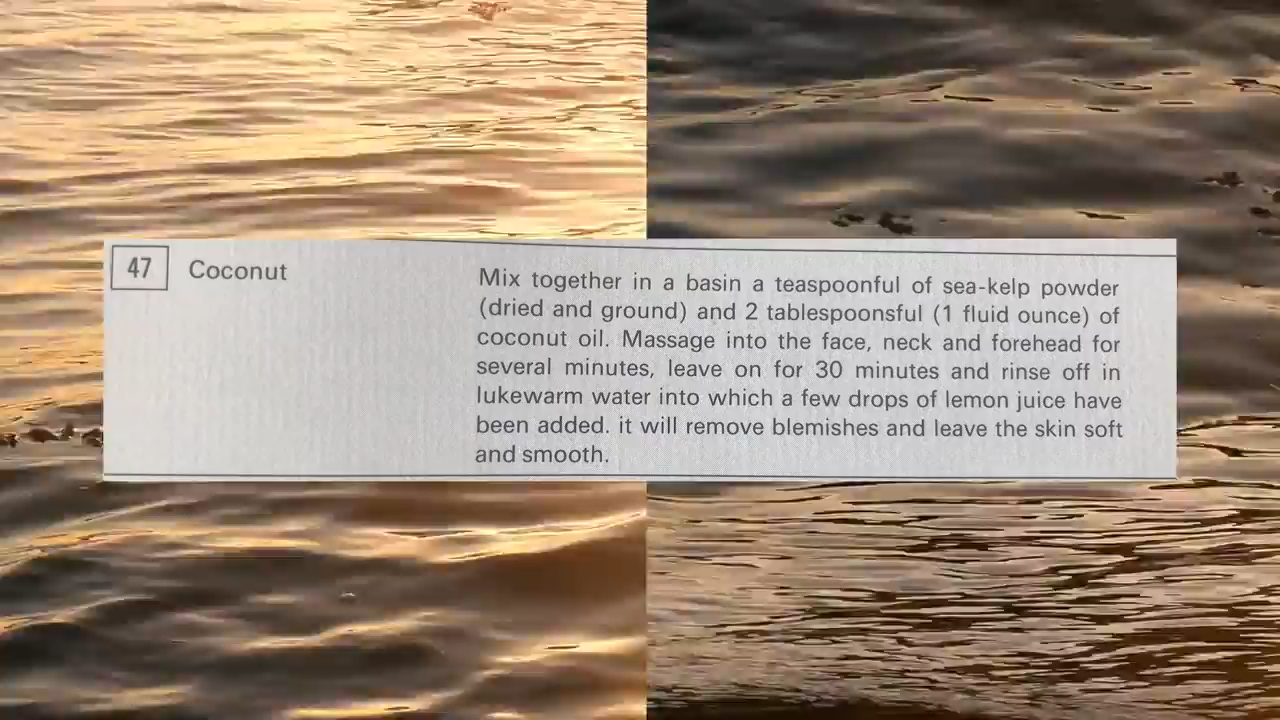 47 Coconut
Mix together in a basin a teaspoonful of sea-kelp powder
(dried and ground) and 2 tablespoonsful (1 fluid ounce) of
coconut oil. Massage into the face, neck and forehead for
several minutes, leave on for 30 minutes and rinse off in
lukewarm water into which a few drops of lemon juice have
been added. it will remove blemishes and leave the skin soft
and smooth.